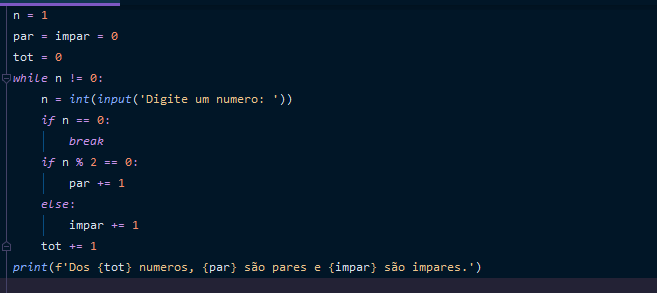 n = 1
par = impar = 0
tot = 0
while n != 0:
    n = int(input('Digite um numero: '))
    if n == 0:
        break
    if n % 2 == 0:
        par += 1
    else:
        impar += 1
    tot += 1
print(f'Dos {tot} numeros, {par} são pares e {impar} são impares.')